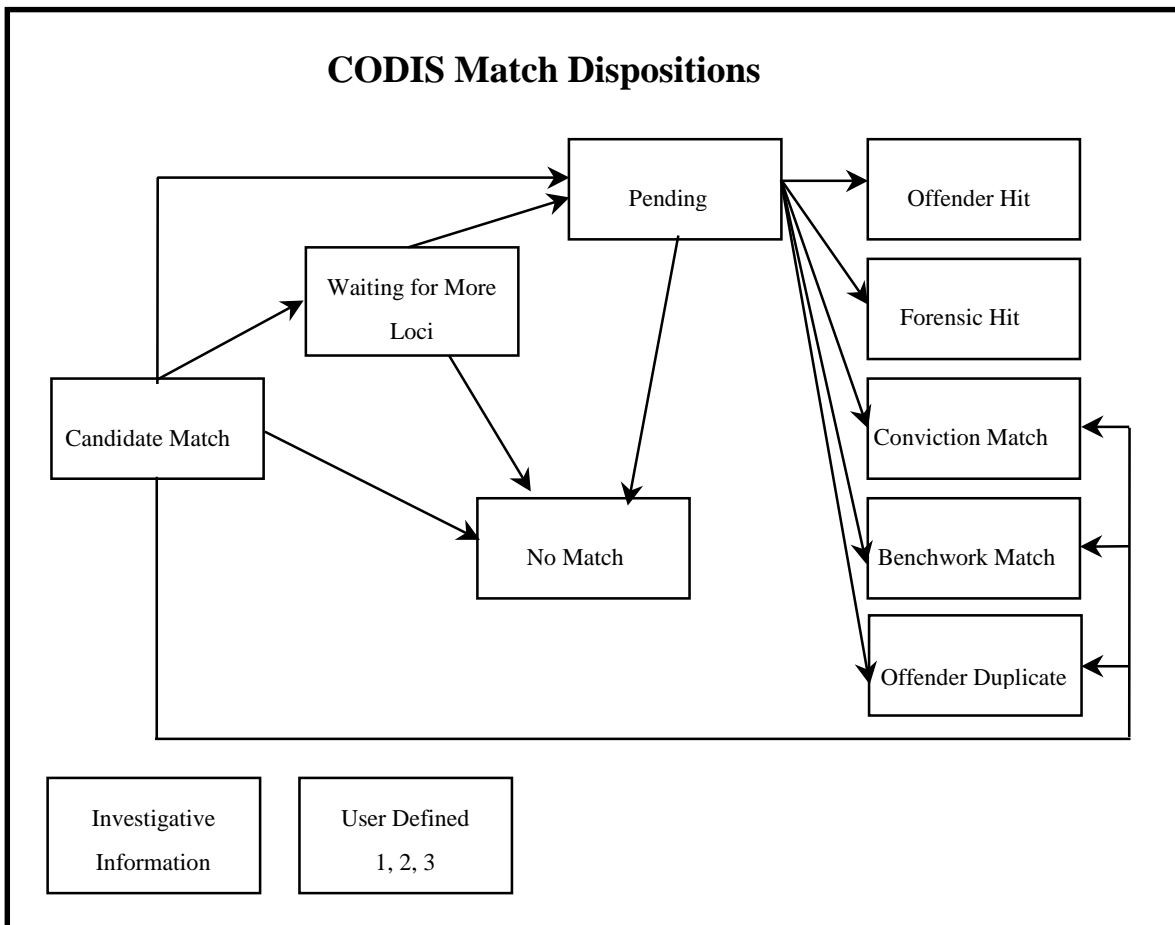 CODIS Match Dispositions
Pending
Offender Hit
Waiting for More
Loci
Forensic Hit
Candidate Match
Conviction Match
No Match
Benchwork Match
Offender Duplicate
Investigative
Information
User Defined
1, 2, 3